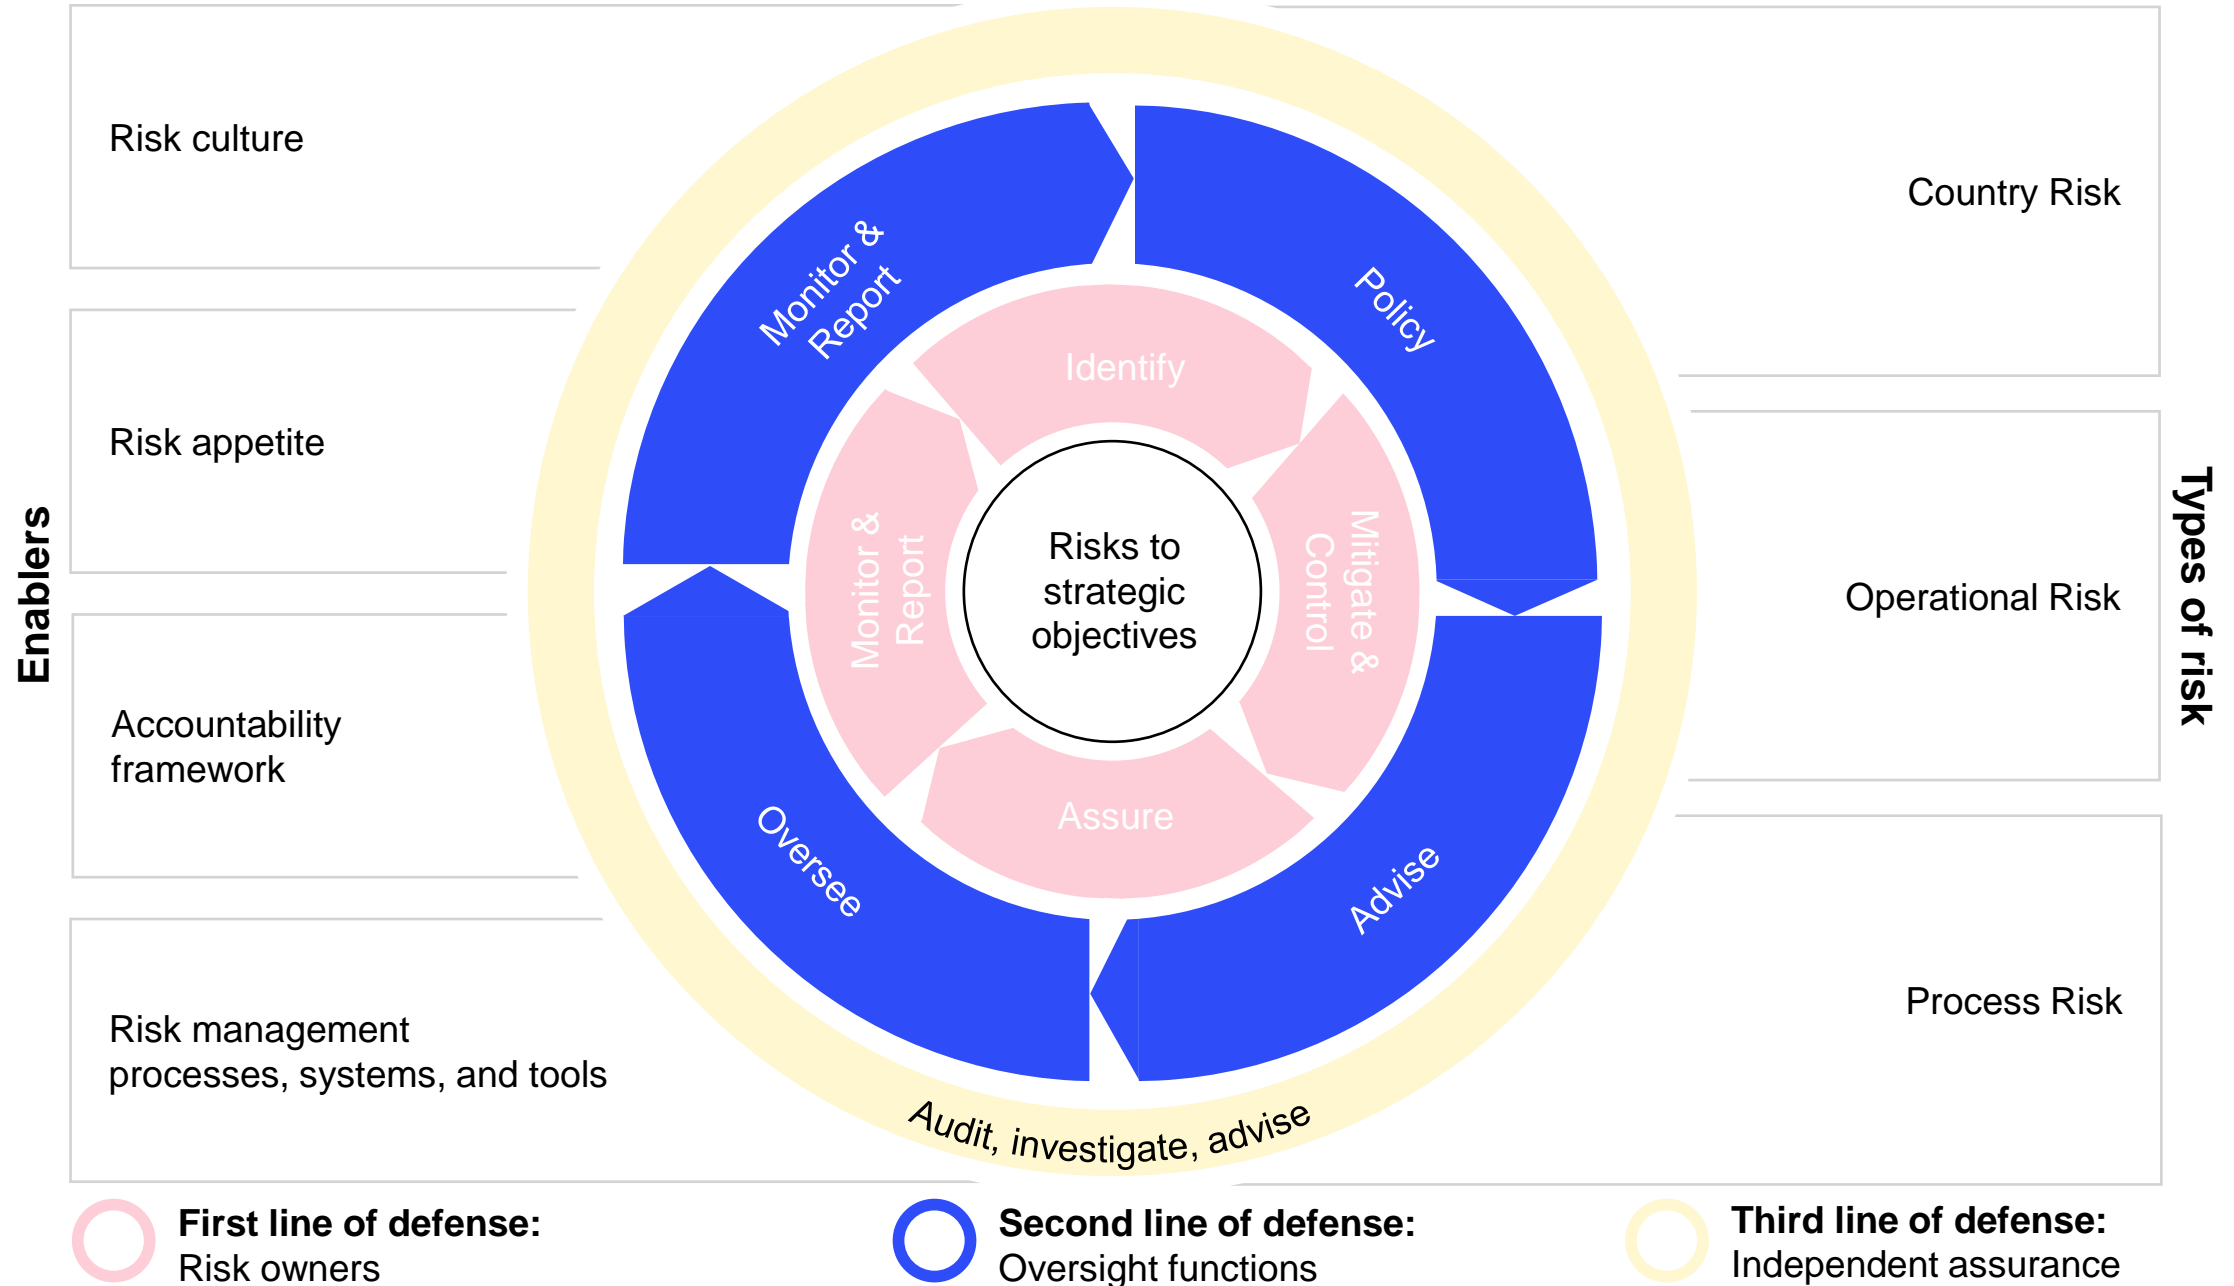 Enablers
Risk culture
Risk appetite
Accountability
framework
Risk management
processes, systems, and tools
Monitor &
Report
Policy
Advise
Oversee
Identify
Mitigate &
Control
Assure
Monitor &
Report
Risks to
strategic
objectives
Audit, investigate, advise
Country Risk
Operational Risk
Process Risk
Types of risk
First line of defense:
Risk owners
Second line of defense:
Oversight functions
Third line of defense:
Independent assurance